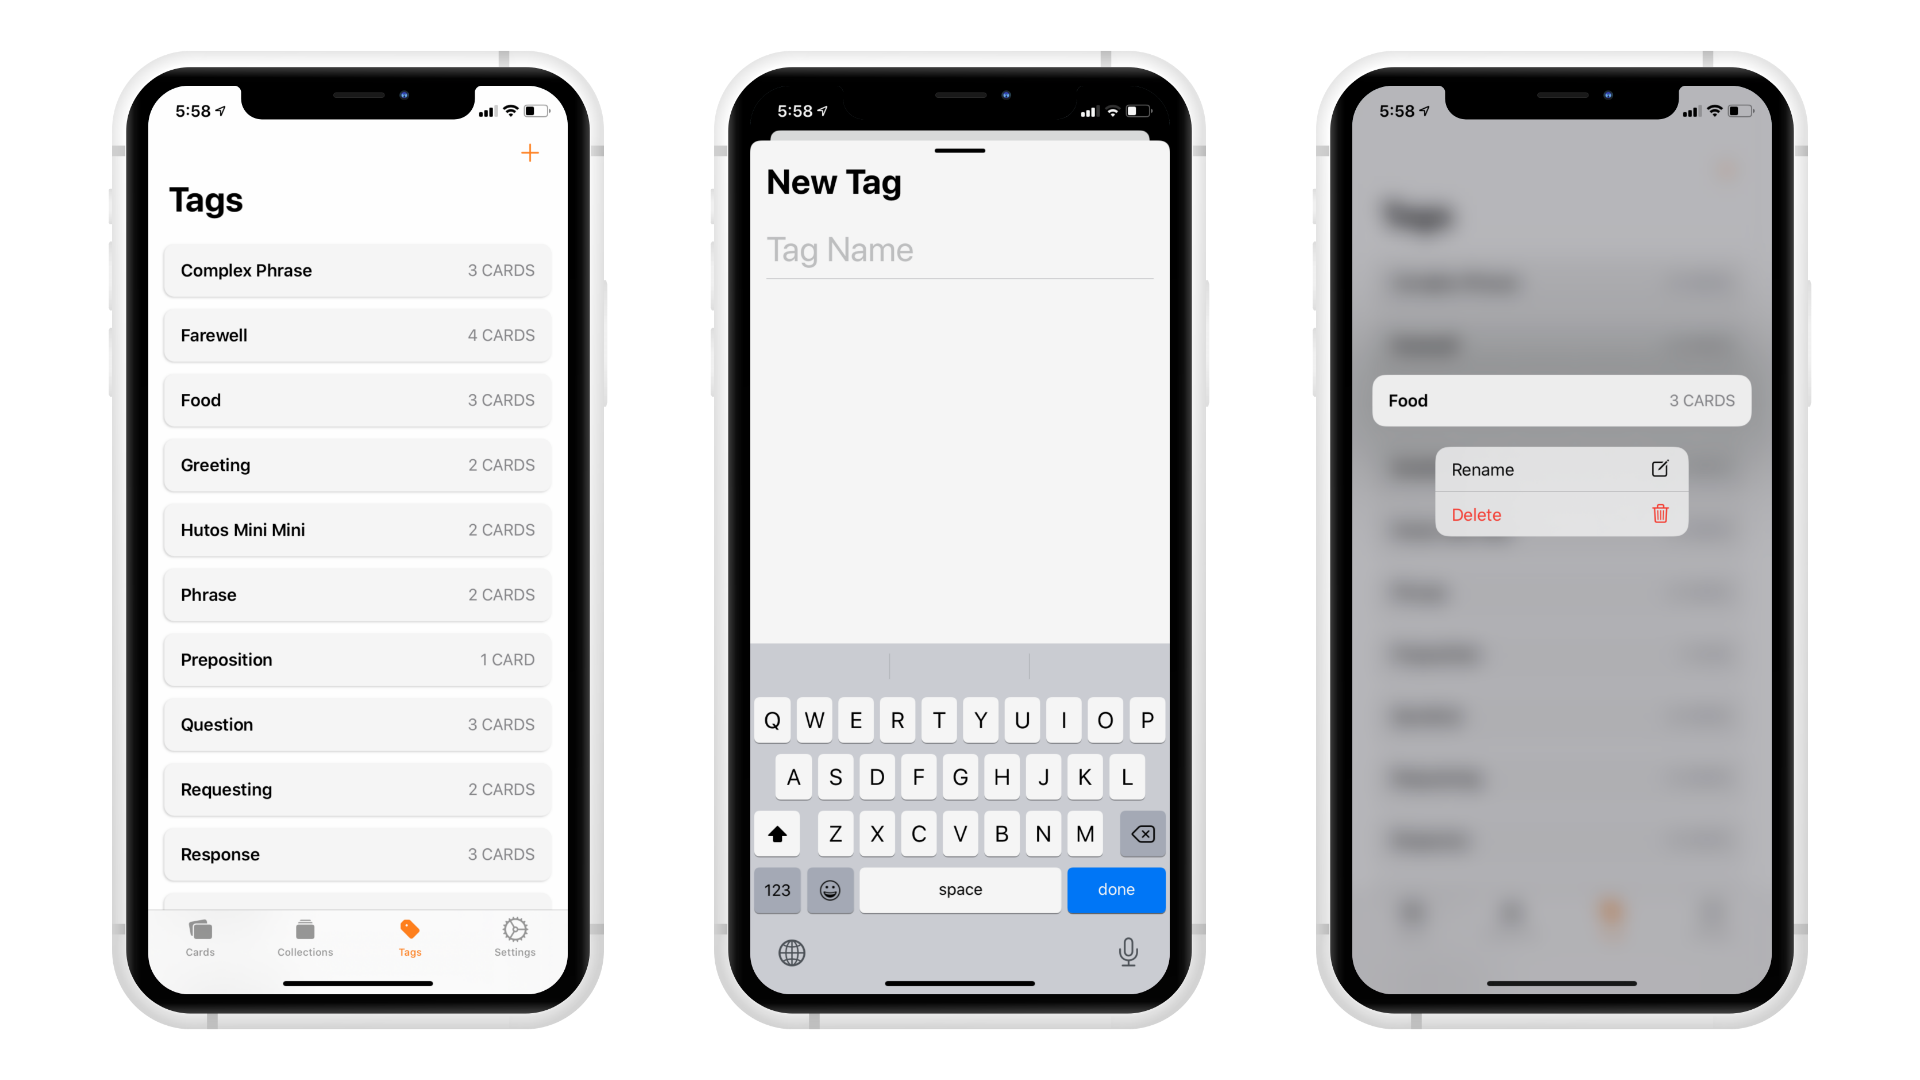 5:58
Tags
Complex Phrase 3 CARDS
Farewell 4 CARDS
Food 3 CARDS
Greeting 2 CARDS
Hutos Mini Mini 2 CARDS
Phrase 2 CARDS
Preposition 1 CARD
Question 3 CARDS
Requesting 2 CARDS
Response 3 CARDS
Cards Collections Tags Settings
5:58
New Tag
Tag Name
Q W E R T Y U I O P
A S D F G H J K L
Z X C V B N M
123 space done
5:58
Tags
Food 3 CARDS
Rename
Delete